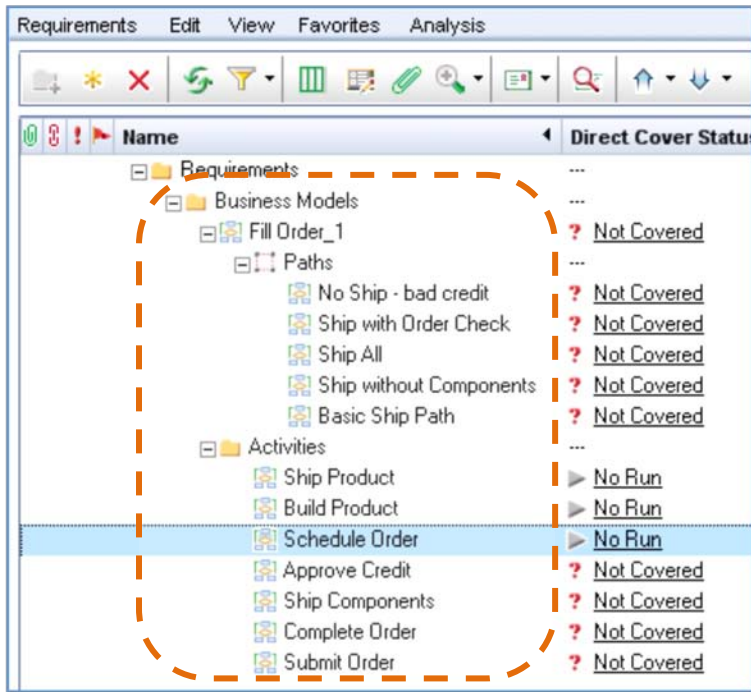 Requirements Edit View Favorites Analysis
Name Direct Cover Status
Requirements ---
Business Models ---
Fill Order_1 ? Not Covered
Paths ---
No Ship - bad credit ? Not Covered
Ship with Order Check ? Not Covered
Ship All ? Not Covered
Ship without Components ? Not Covered
Basic Ship Path ? Not Covered
Activities ---
Ship Product No Run
Build Product No Run
Schedule Order No Run
Approve Credit ? Not Covered
Ship Components ? Not Covered
Complete Order ? Not Covered
Submit Order ? Not Covered